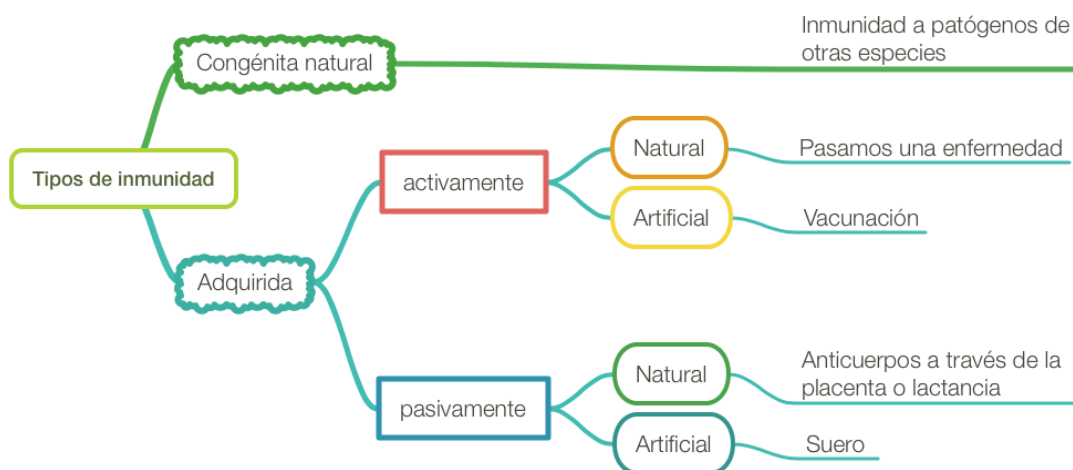 Tipos de inmunidad
Congénita natural
Inmunidad a patógenos de
otras especies
Adquirida
activamente
Natural
Pasamos una enfermedad
Artificial
Vacunación
pasivamente
Natural
Anticuerpos a través de la
placenta o lactancia
Artificial
Suero